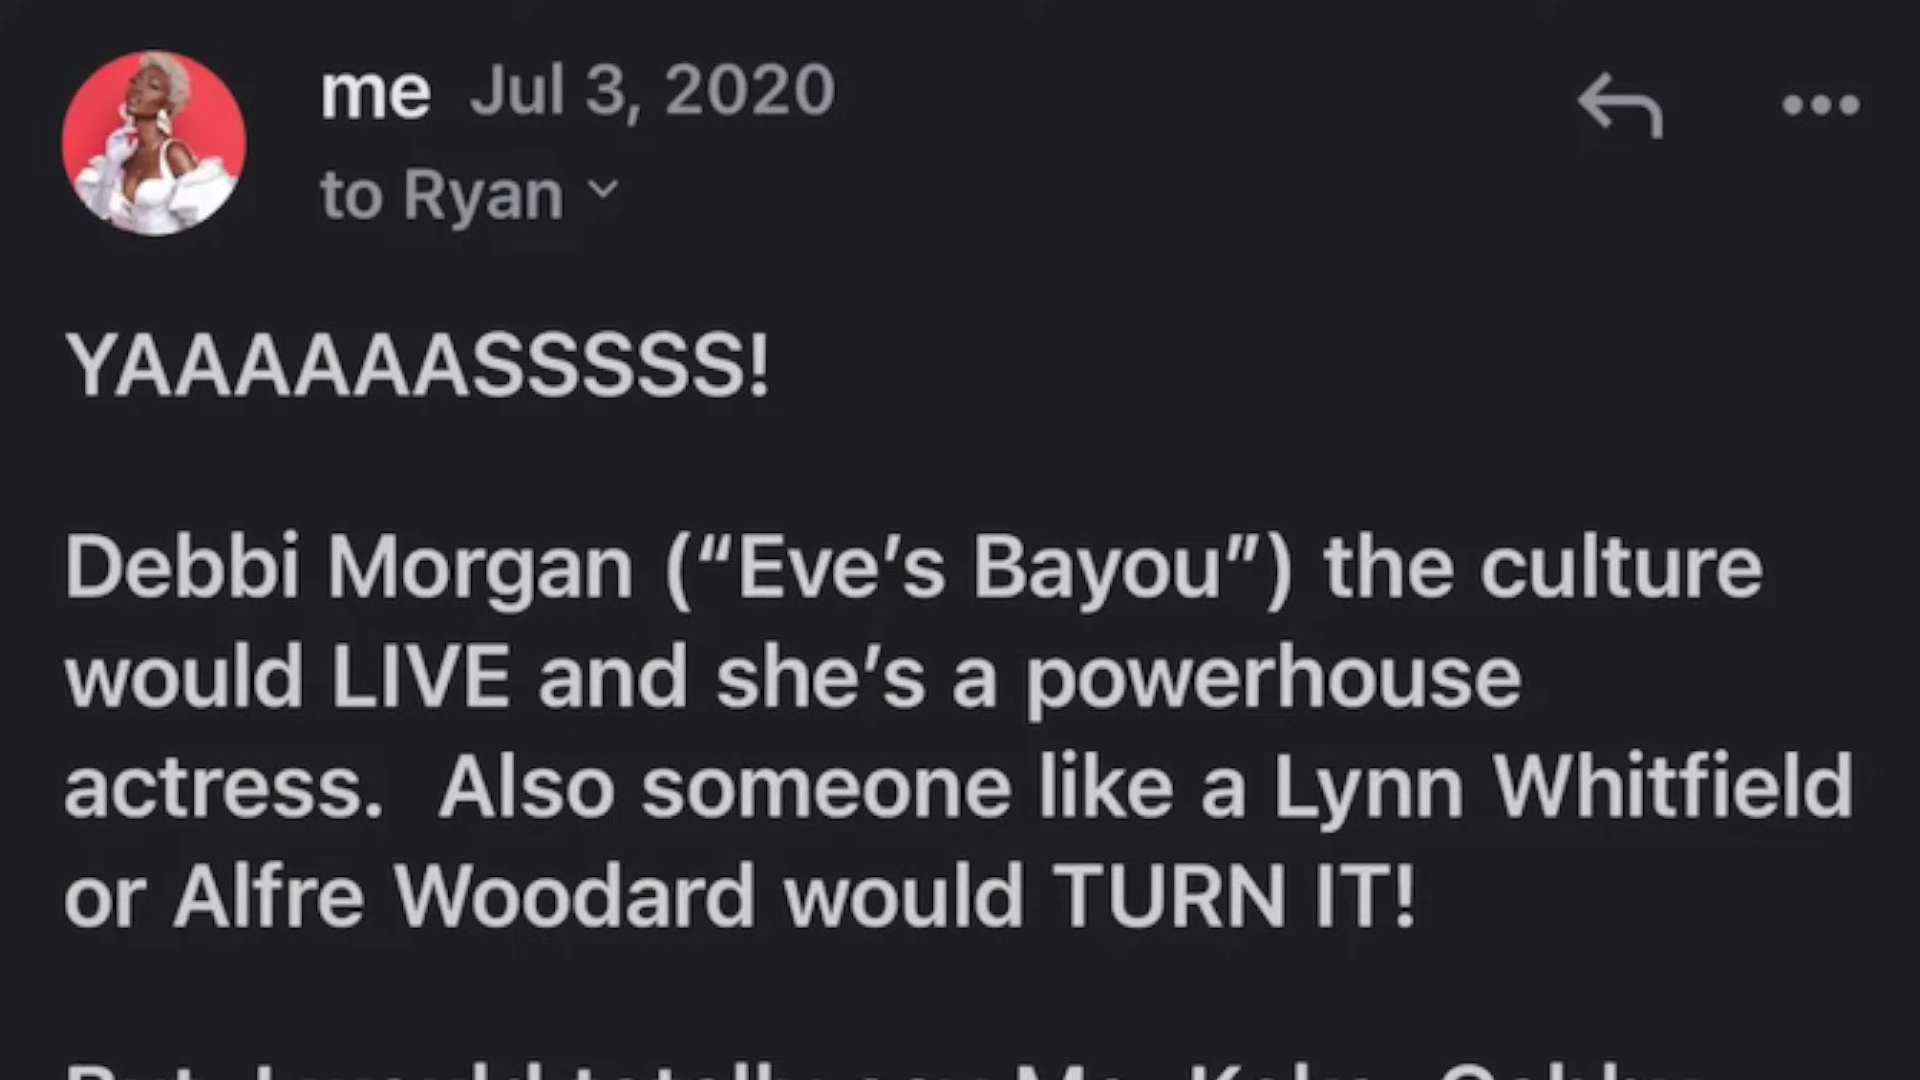 me Jul 3, 2020
to Ryan
YAAAAAASSSSS!
Debbi Morgan (“Eve’s Bayou”) the culture
would LIVE and she’s a powerhouse
actress.  Also someone like a Lynn Whitfield
or Alfre Woodard would TURN IT!